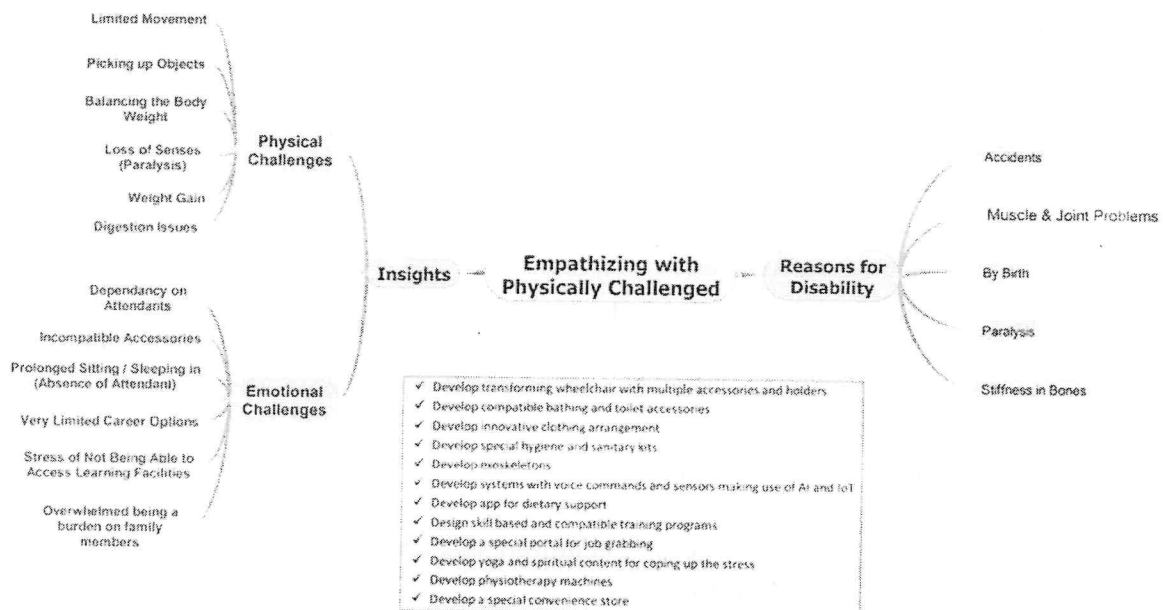 Limited Movement
Picking up Objects
Balancing the Body
Weight
Loss of Senses
(Paralysis)
Weight Gain
Digestion Issues
Physical
Challenges
Dependancy on
Attendants
Incompatible Accessories
Prolonged Sitting / Sleeping in
(Absence of Attendant)
Very Limited Career Options
Stress of Not Being Able to
Access Learning Facilities
Overwhelmed being a
burden on family
members
Emotional
Challenges
Insights
Empathizing with
Physically Challenged
Reasons for
Disability
Accidents
Muscle & Joint Problems
By Birth
Paralysis
Stiffness in Bones
✓ Develop transforming wheelchair with multiple accessories and holders
✓ Develop compatible bathing and toilet accessories
✓ Develop innovative clothing arrangement
✓ Develop special hygiene and sanitary kits
✓ Develop exoskeletons
✓ Develop systems with voice commands and sensors making use of AI and IoT
✓ Develop app for dietary support
✓ Design skill based and compatible training programs
✓ Develop a special portal for job grabbing
✓ Develop yoga and spiritual content for coping up the stress
✓ Develop physiotherapy machines
✓ Develop a special convenience store